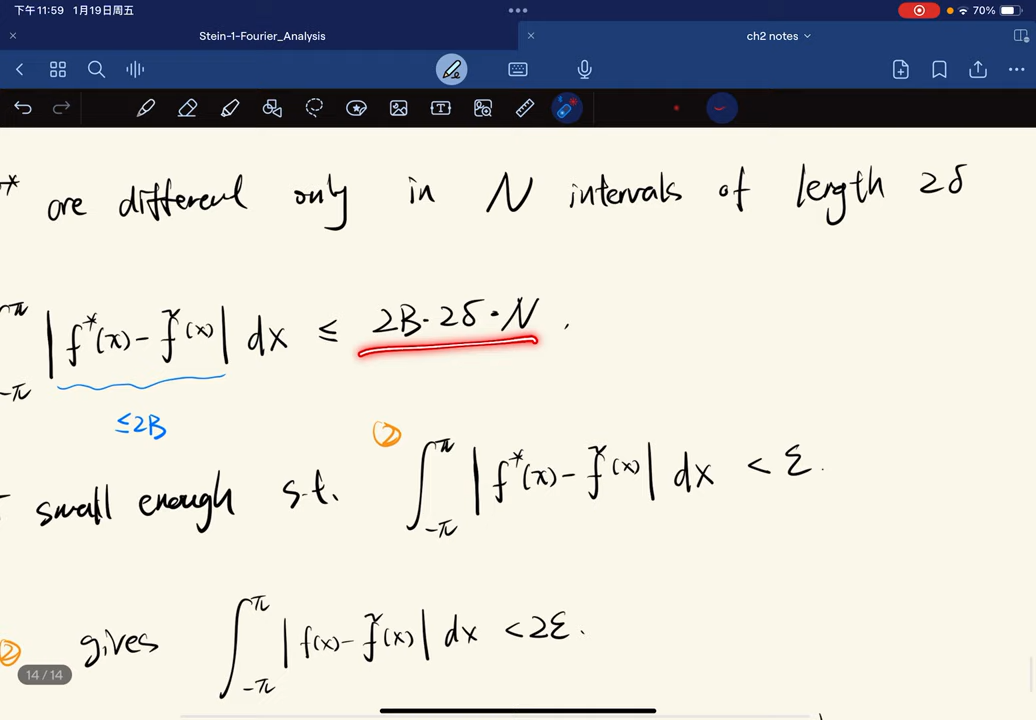 下午11:59 1月19日周五
70%
Stein-1-Fourier_Analysis
ch2 notes
* are different only in N intervals of length 2δ
π
-π
|f*(x) - f̃(x)| dx ≤ 2B · 2δ · N ,
≤2B
small enough s.t. ② ∫_{-π}^{π} |f*(x) - f̃(x)| dx < ε.
② gives ∫_{-π}^{π} |f(x) - f̃(x)| dx < 2ε.
14 / 14